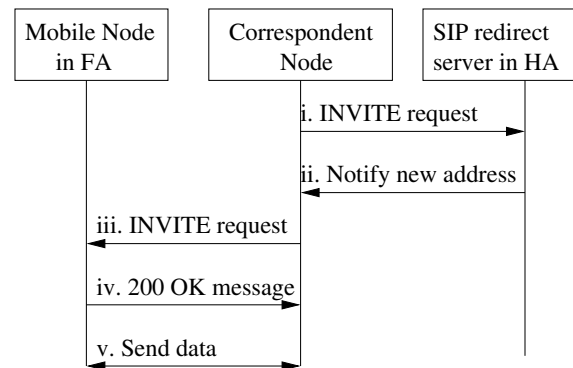 Mobile Node
in FA
Correspondent
Node
SIP redirect
server in HA
i. INVITE request
ii. Notify new address
iii. INVITE request
iv. 200 OK message
v. Send data